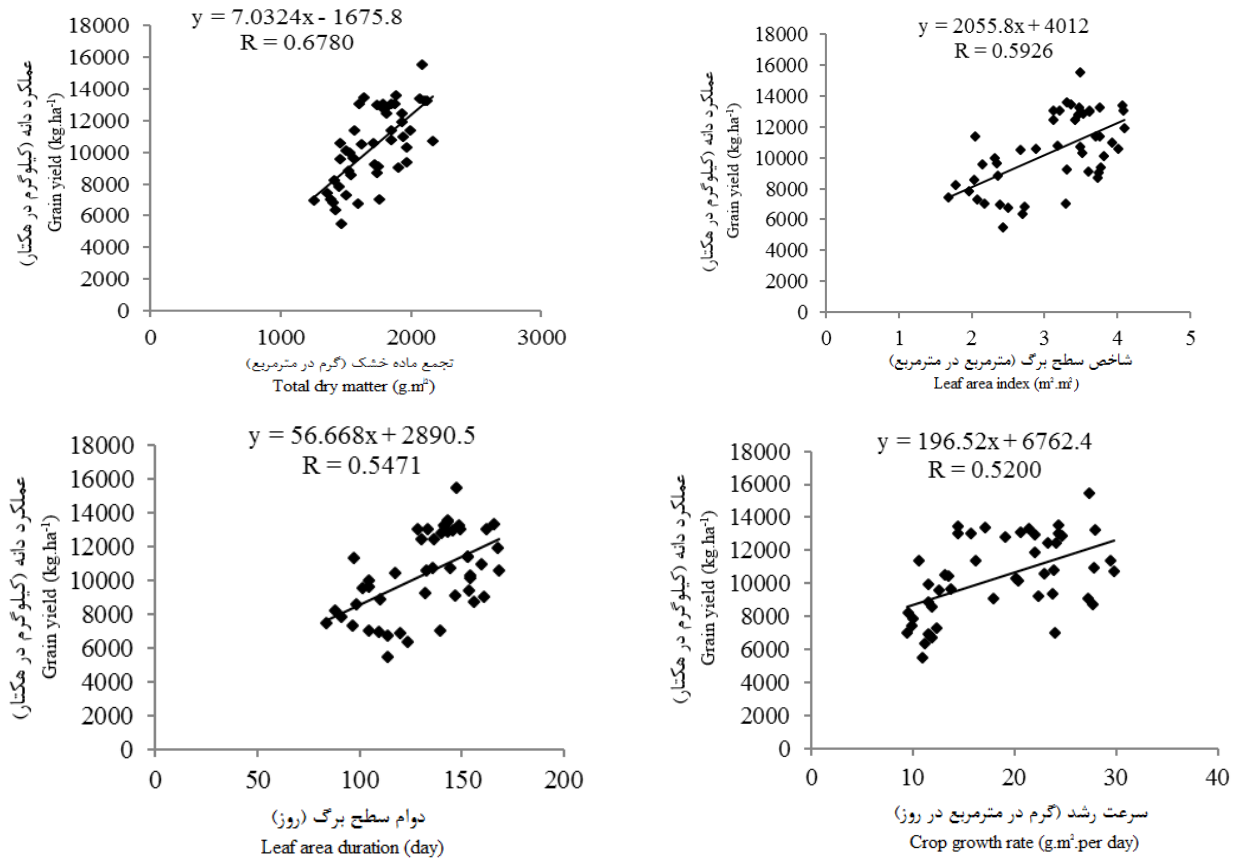 y = 7.0324x - 1675.8
R = 0.6780
18000
16000
14000
12000
10000
8000
6000
4000
2000
0
عملکرد دانه (کیلوگرم در هکتار)
Grain yield (kg.ha⁻¹)
0
1000
2000
3000
تجمع ماده خشک (گرم در مترمربع)
Total dry matter (g.m²)
y = 2055.8x + 4012
R = 0.5926
18000
16000
14000
12000
10000
8000
6000
4000
2000
0
عملکرد دانه (کیلوگرم در هکتار)
Grain yield (kg.ha⁻¹)
0
1
2
3
4
5
شاخص سطح برگ (مترمربع در مترمربع)
Leaf area index (m².m²)
y = 56.668x + 2890.5
R = 0.5471
18000
16000
14000
12000
10000
8000
6000
4000
2000
0
عملکرد دانه (کیلوگرم در هکتار)
Grain yield (kg.ha⁻¹)
0
50
100
150
200
دوام سطح برگ (روز)
Leaf area duration (day)
y = 196.52x + 6762.4
R = 0.5200
18000
16000
14000
12000
10000
8000
6000
4000
2000
0
عملکرد دانه (کیلوگرم در هکتار)
Grain yield (kg.ha⁻¹)
0
10
20
30
40
سرعت رشد (گرم در مترمربع در روز)
Crop growth rate (g.m².per day)